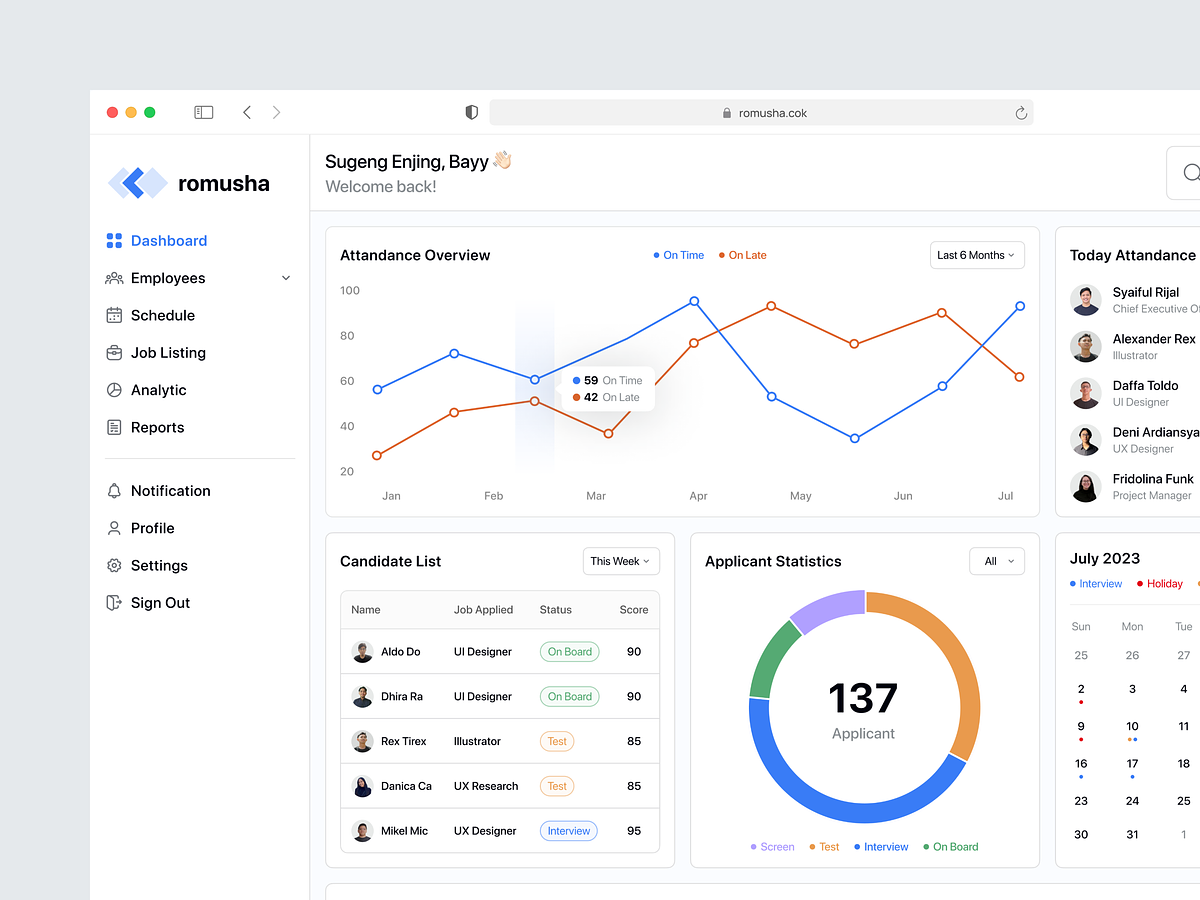 romusha.cok
romusha
Dashboard
Employees
Schedule
Job Listing
Analytic
Reports
Notification
Profile
Settings
Sign Out
Sugeng Enjing, Bayy 👋🏻
Welcome back!
Attandance Overview
On Time On Late
Last 6 Months
100
80
60
40
20
59 On Time
42 On Late
Jan Feb Mar Apr May Jun Jul
Today Attandance
Syaiful Rijal
Chief Executive Of
Alexander Rex
Illustrator
Daffa Toldo
UI Designer
Deni Ardiansya
UX Designer
Fridolina Funk
Project Manager
Candidate List
This Week
Name Job Applied Status Score
Aldo Do UI Designer On Board 90
Dhira Ra UI Designer On Board 90
Rex Tirex Illustrator Test 85
Danica Ca UX Research Test 85
Mikel Mic UX Designer Interview 95
Applicant Statistics
All
137
Applicant
Screen Test Interview On Board
July 2023
Interview Holiday
Sun Mon Tue
25 26 27
2 3 4
9 10 11
16 17 18
23 24 25
30 31 1